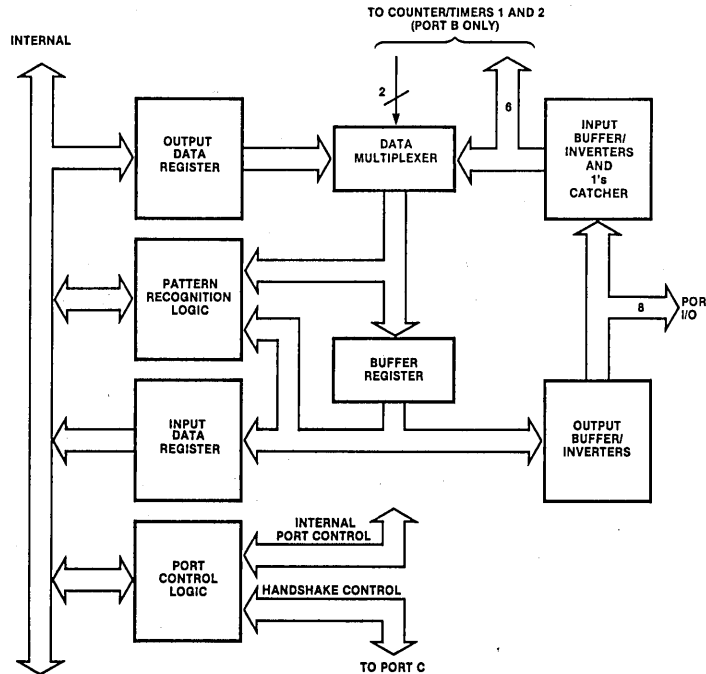 TO COUNTER/TIMERS 1 AND 2
(PORT B ONLY)
INTERNAL
2
6
OUTPUT
DATA
REGISTER
DATA
MULTIPLEXER
INPUT
BUFFER/
INVERTERS
AND
1's
CATCHER
PATTERN
RECOGNITION
LOGIC
8
POR
I/O
BUFFER
REGISTER
INPUT
DATA
REGISTER
OUTPUT
BUFFER/
INVERTERS
INTERNAL
PORT CONTROL
PORT
CONTROL
LOGIC
HANDSHAKE CONTROL
TO PORT C